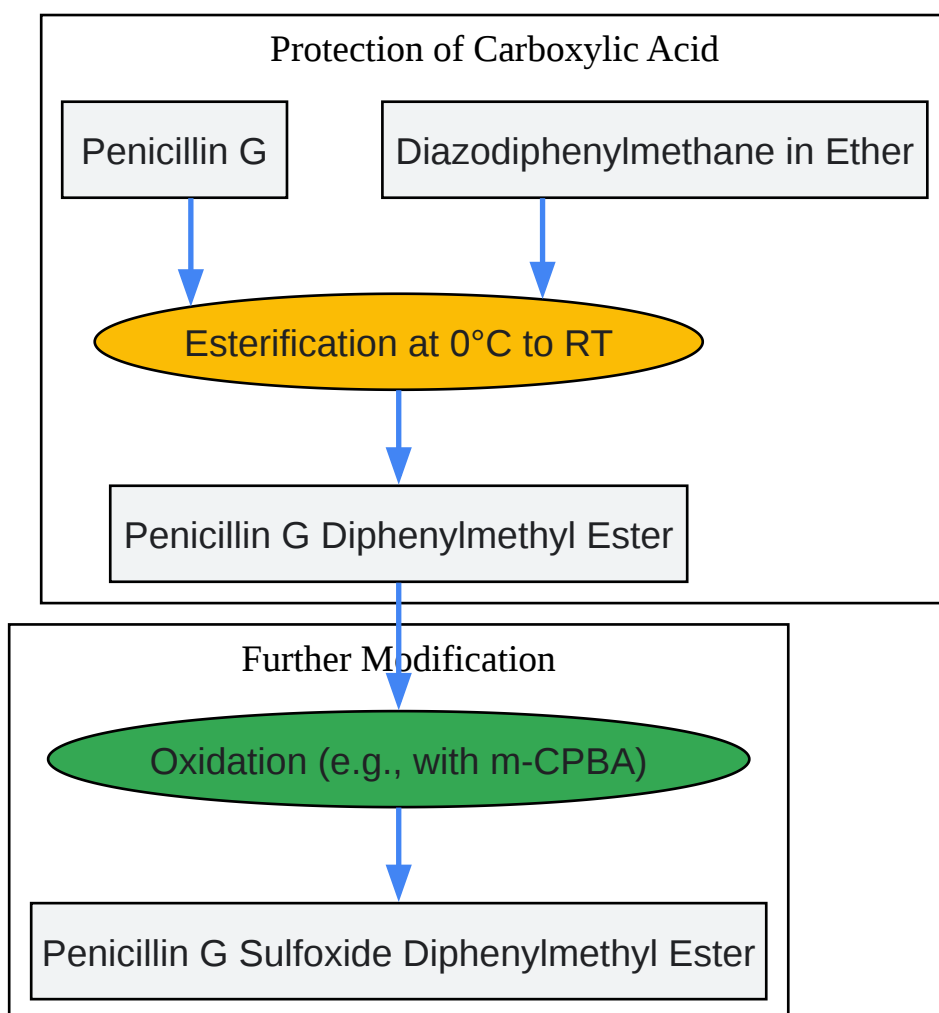 Protection of Carboxylic Acid
Penicillin G
Diazodiphenylmethane in Ether
Esterification at 0°C to RT
Penicillin G Diphenylmethyl Ester
Further Modification
Oxidation (e.g., with m-CPBA)
Penicillin G Sulfoxide Diphenylmethyl Ester